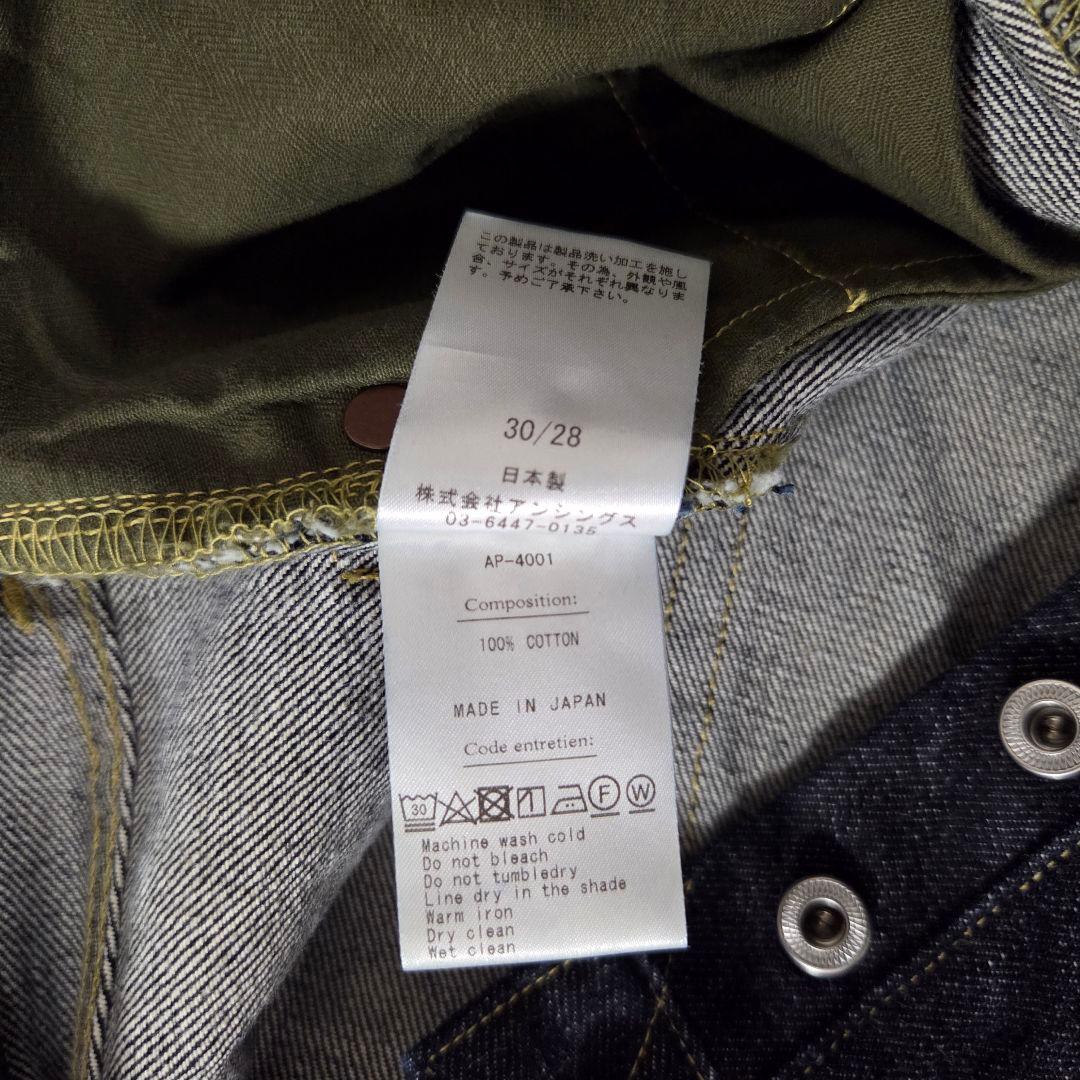 この製品は製品洗い加工を施し
ております。その為、外観や風
合、サイズがそれぞれ異なりま
す。予めご了承下さい。
30/28
日本製
株式会社アンシングス
03-6447-0135
AP-4001
Composition:
100% COTTON
MADE IN JAPAN
Code entretien:
30 F W
Machine wash cold
Do not bleach
Do not tumbledry
Line dry in the shade
Warm iron
Dry clean
Wet clean